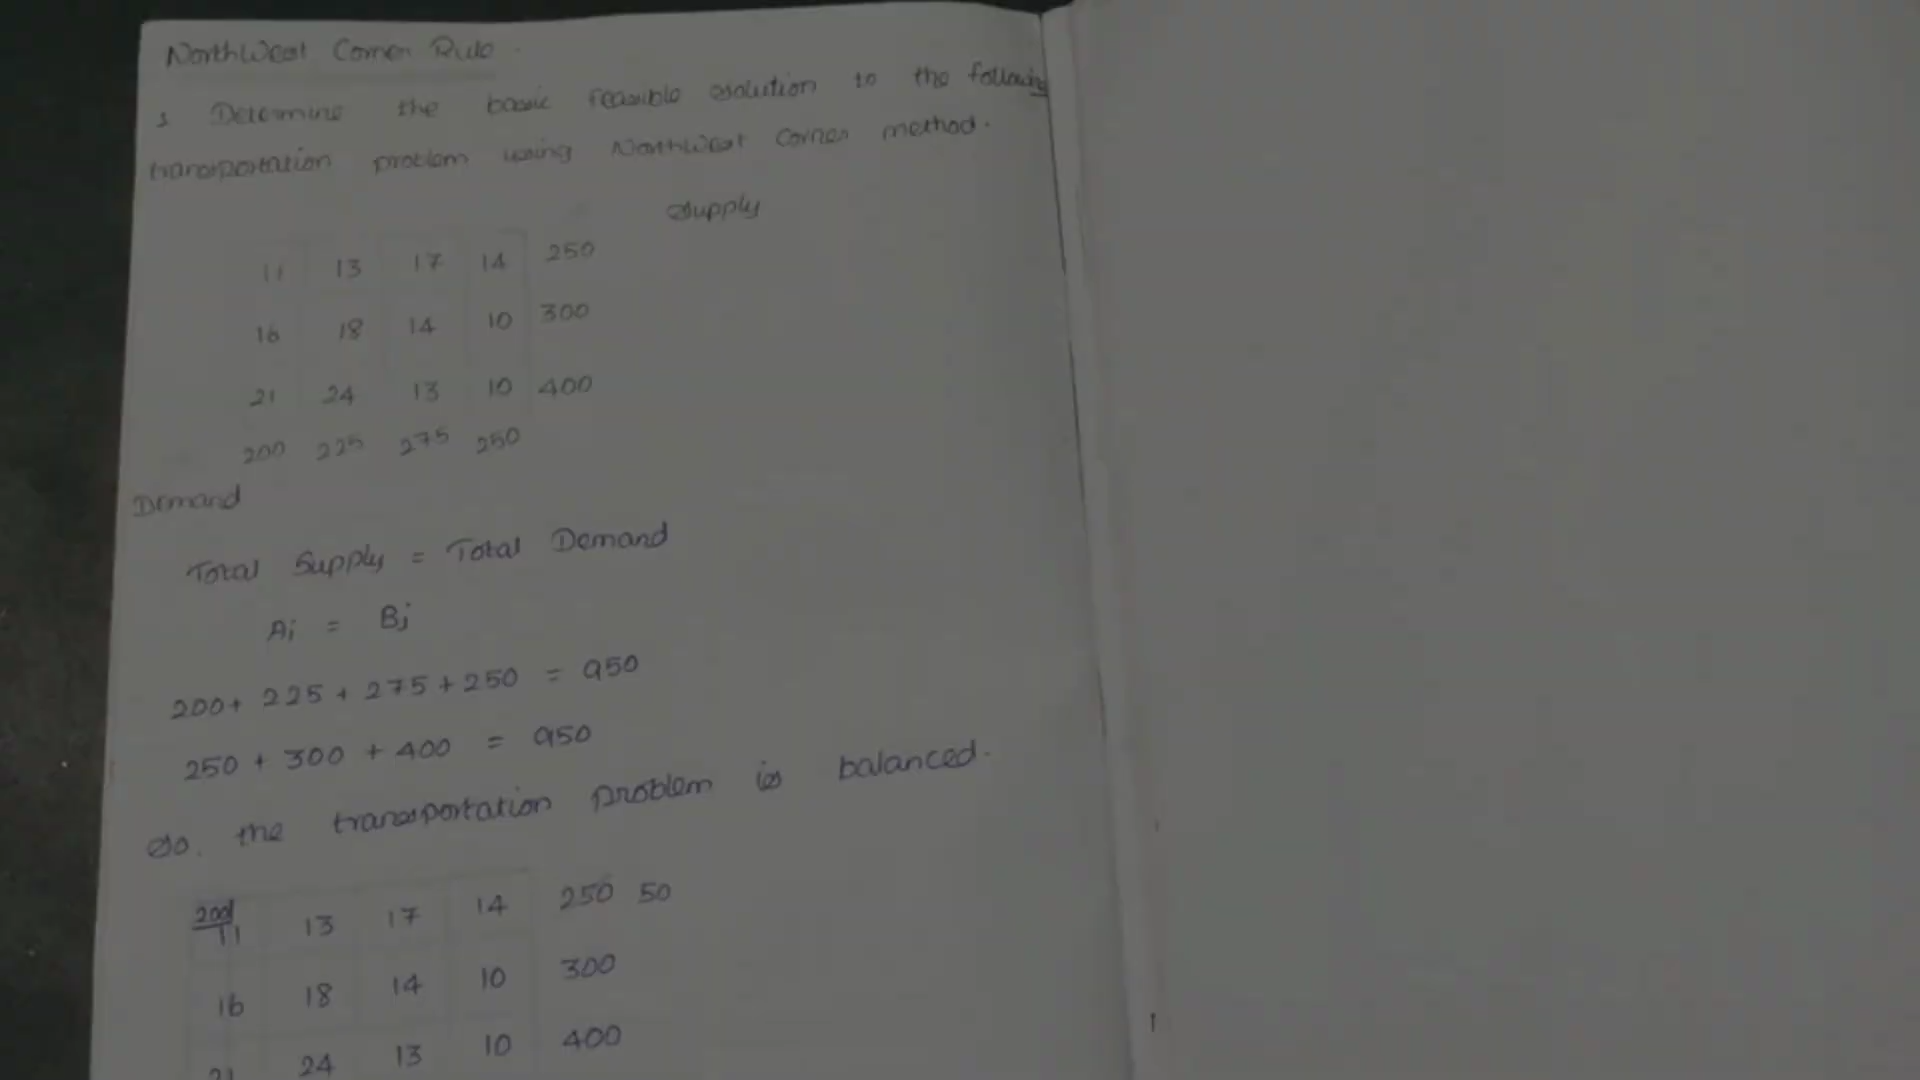 NorthWest Corner Rule.
1 Determine the basic feasible solution to the following
transportation problem using NorthWest Corner method.
Supply
11 13 17 14 250
16 18 14 10 300
21 24 13 10 400
200 225 275 250
Demand
Total Supply = Total Demand
Ai = Bj
200+ 225 + 275 + 250 = 950
250 + 300 + 400 = 950
So. the transportation problem is balanced.
200
11 13 17 14 250 50
16 18 14 10 300
21 24 13 10 400